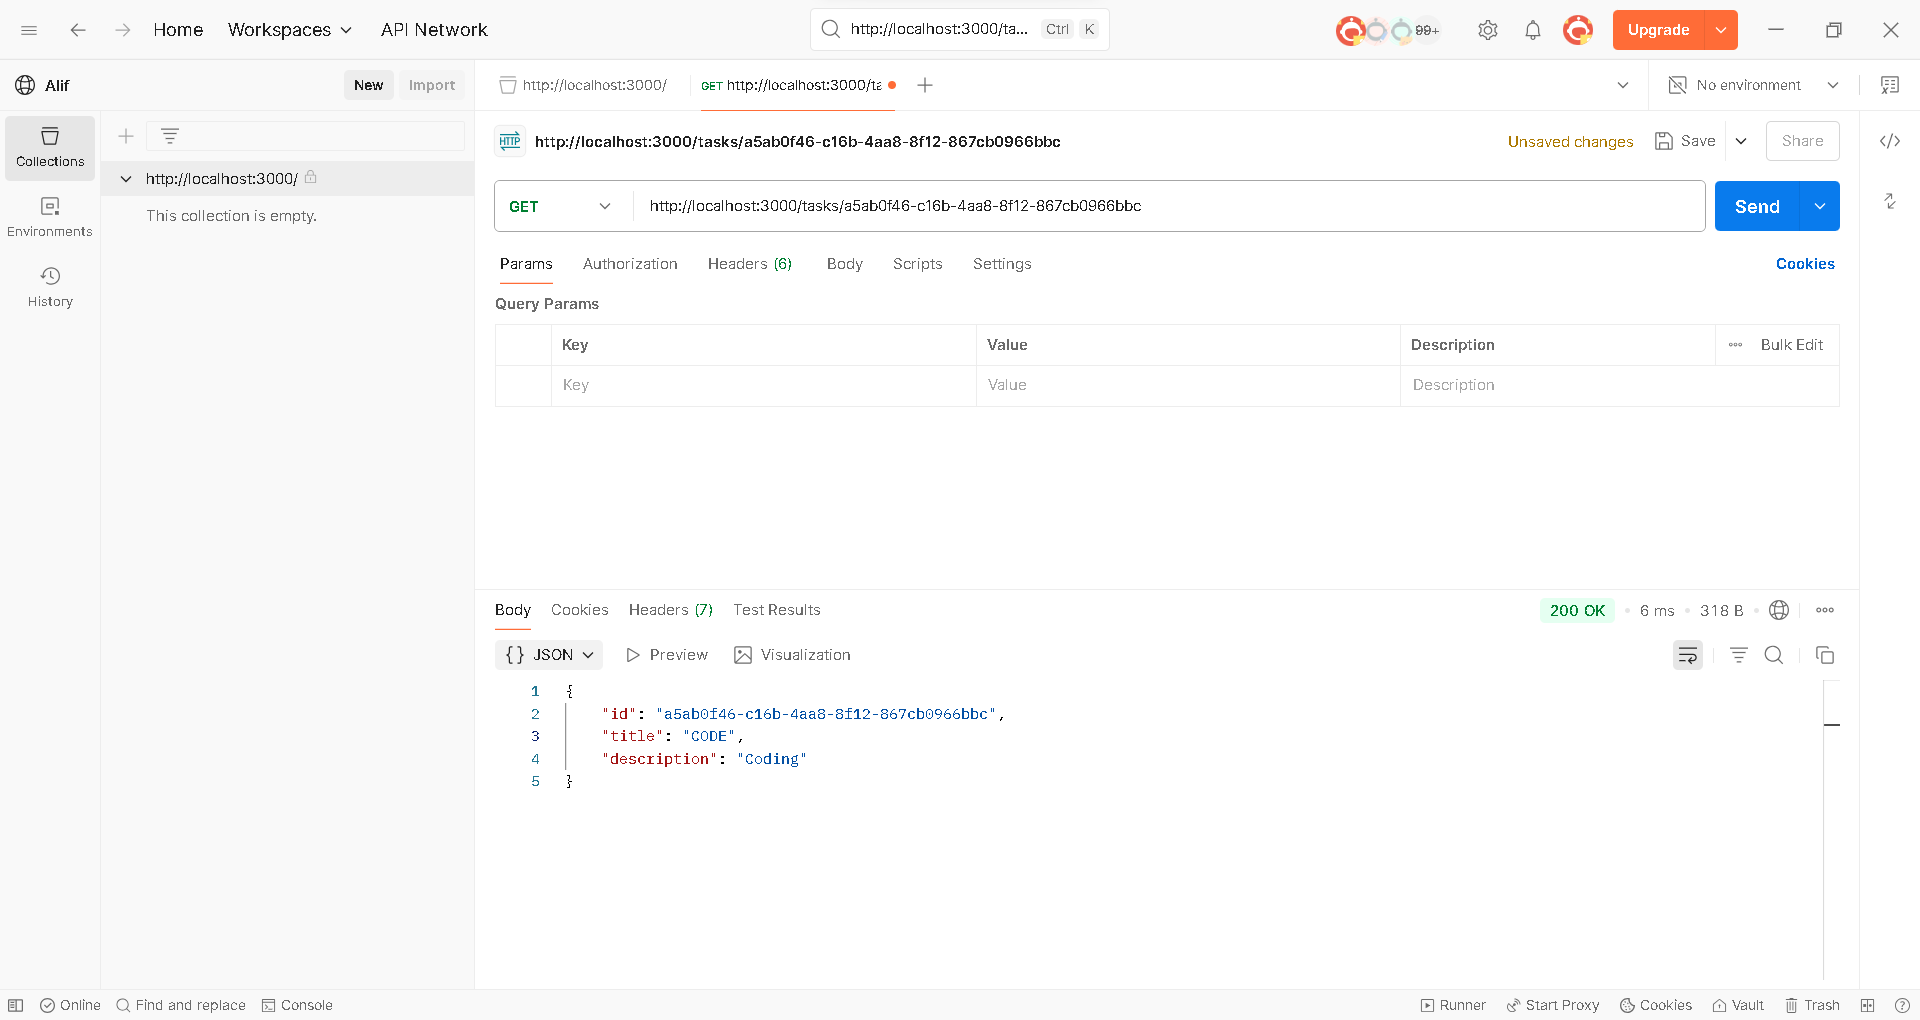 Home
Workspaces
API Network
http://localhost:3000/ta...
Ctrl
K
99+
Upgrade
Alif
New
Import
http://localhost:3000/
GET http://localhost:3000/ta
No environment
Collections
Environments
History
http://localhost:3000/
This collection is empty.
HTTP
http://localhost:3000/tasks/a5ab0f46-c16b-4aa8-8f12-867cb0966bbc
Unsaved changes
Save
Share
GET
http://localhost:3000/tasks/a5ab0f46-c16b-4aa8-8f12-867cb0966bbc
Send
Params
Authorization
Headers (6)
Body
Scripts
Settings
Cookies
Query Params
Key
Value
Description
Bulk Edit
Key
Value
Description
Body
Cookies
Headers (7)
Test Results
200 OK
6 ms
318 B
{} JSON
Preview
Visualization
1 {
2 "id": "a5ab0f46-c16b-4aa8-8f12-867cb0966bbc",
3 "title": "CODE",
4 "description": "Coding"
5 }
Online
Find and replace
Console
Runner
Start Proxy
Cookies
Vault
Trash